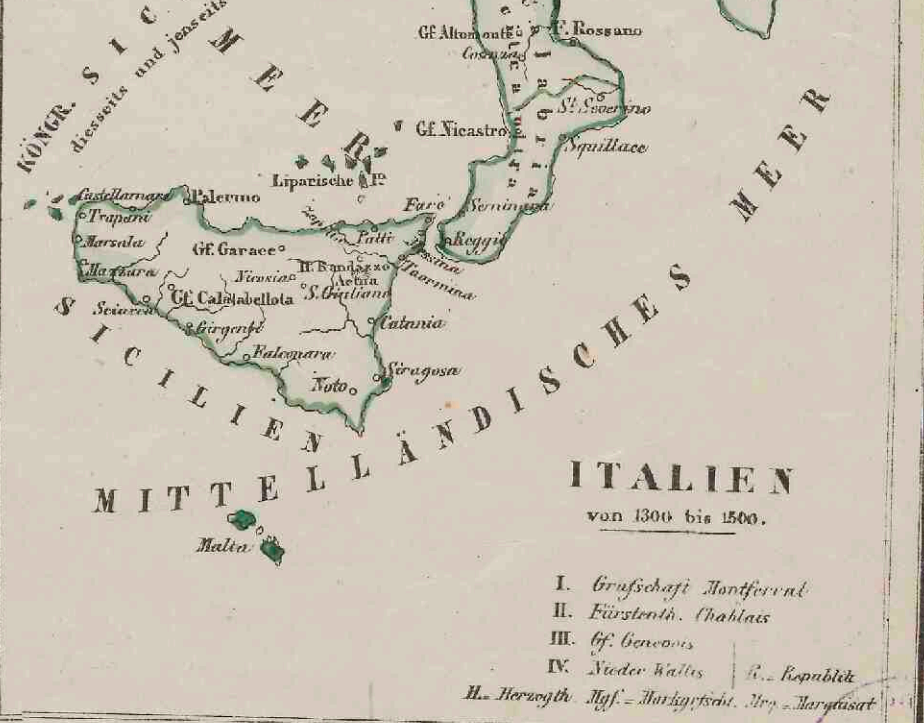 KÖNGR. SIC
diesseits und jenseits
MEER
Gf. Altomonte
F. Rossano
Cosenza
Calabria
St Severino
Gf. Nicastro
Squillace
Liparische In
Castellamare
Palermo
Trapani
Faro
Seminara
Marsala
Gf. Garace
Patti
Reggio
Messina
Mazzara
Nicosia
H. Randazzo
Aetna
Taormina
Gf. Calatabellota
S. Giuliano
Sciacca
Girgenti
Catania
Falconara
Siragosa
Noto
SICILIEN
MITTELLÄNDISCHES MEER
Malta
ITALIEN
von 1300 bis 1500.
I. Grafschaft Montferrat
II. Fürstenth. Chablais
III. Gf. Genevois
IV. Nieder Wallis
R. = Republik
H. = Herzogth. Mgf. = Markgrfscht. Mrq. = Marquisat